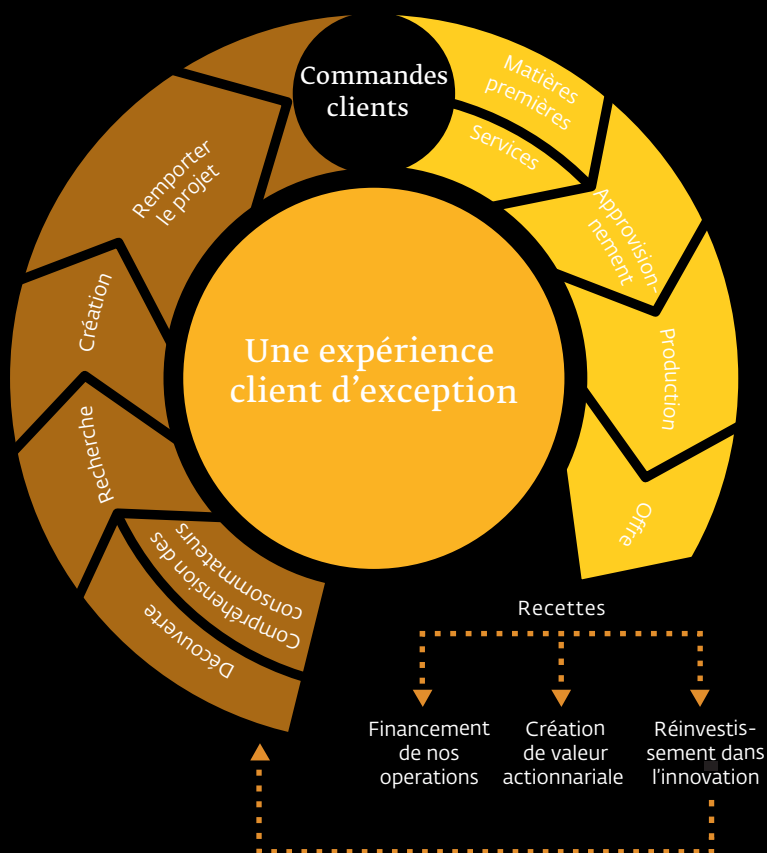 Commandes
clients
Matières
premières
Services
Approvision-
nement
Production
Offre
Remporter
le projet
Création
Recherche
Compréhension des
consommateurs
Découverte
Une expérience
client d’exception
Recettes
Financement
de nos
operations
Création
de valeur
actionnariale
Réinvestis-
sement dans
l’innovation